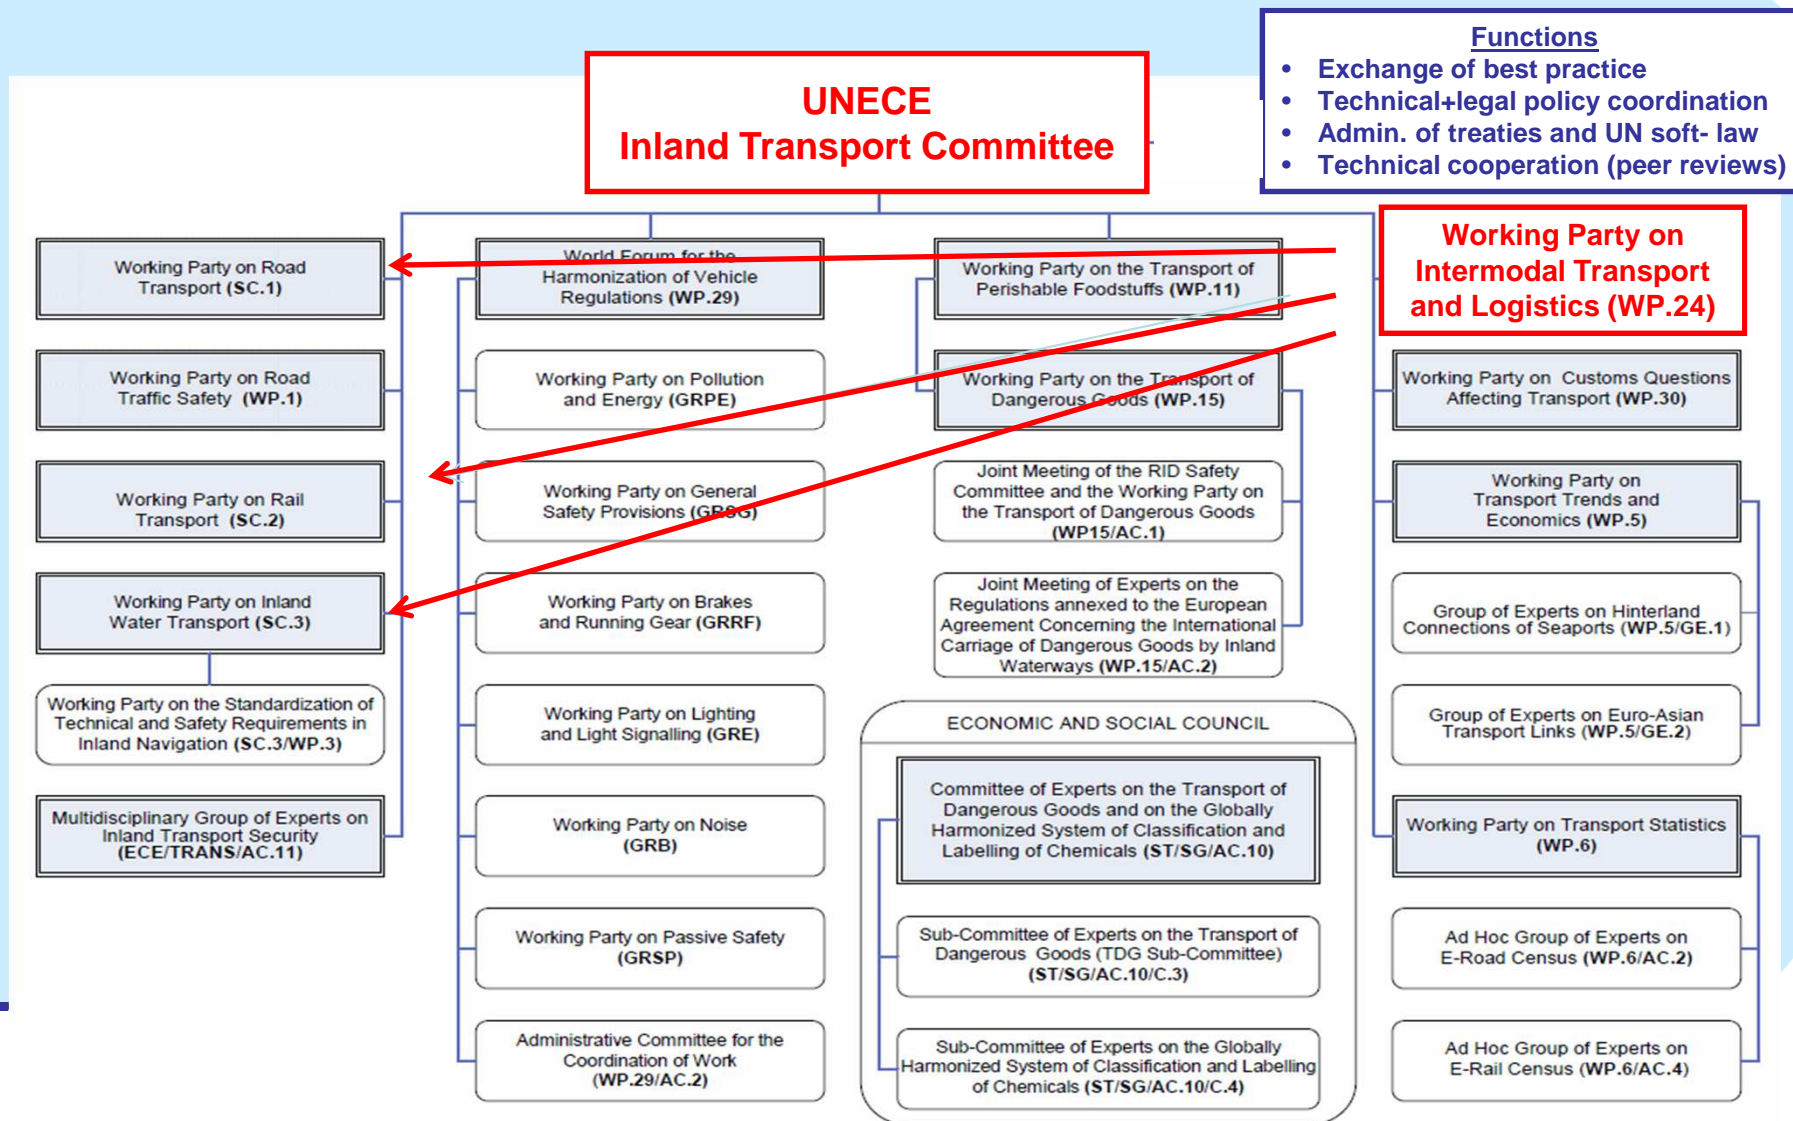 Functions
• Exchange of best practice
• Technical+legal policy coordination
• Admin. of treaties and UN soft- law
• Technical cooperation (peer reviews)
UNECE
Inland Transport Committee
Working Party on
Intermodal Transport
and Logistics (WP.24)
Working Party on Road
Transport (SC.1)
Working Party on Road
Traffic Safety (WP.1)
Working Party on Rail
Transport (SC.2)
Working Party on Inland
Water Transport (SC.3)
Working Party on the Standardization of
Technical and Safety Requirements in
Inland Navigation (SC.3/WP.3)
Multidisciplinary Group of Experts on
Inland Transport Security
(ECE/TRANS/AC.11)
World Forum for the
Harmonization of Vehicle
Regulations (WP.29)
Working Party on Pollution
and Energy (GRPE)
Working Party on General
Safety Provisions (GRSG)
Working Party on Brakes
and Running Gear (GRRF)
Working Party on Lighting
and Light Signalling (GRE)
Working Party on Noise
(GRB)
Working Party on Passive Safety
(GRSP)
Administrative Committee for the
Coordination of Work
(WP.29/AC.2)
Working Party on the Transport of
Perishable Foodstuffs (WP.11)
Working Party on the Transport of
Dangerous Goods (WP.15)
Joint Meeting of the RID Safety
Committee and the Working Party on
the Transport of Dangerous Goods
(WP15/AC.1)
Joint Meeting of Experts on the
Regulations annexed to the European
Agreement Concerning the International
Carriage of Dangerous Goods by Inland
Waterways (WP.15/AC.2)
ECONOMIC AND SOCIAL COUNCIL
Committee of Experts on the Transport of
Dangerous Goods and on the Globally
Harmonized System of Classification and
Labelling of Chemicals (ST/SG/AC.10)
Sub-Committee of Experts on the Transport of
Dangerous Goods (TDG Sub-Committee)
(ST/SG/AC.10/C.3)
Sub-Committee of Experts on the Globally
Harmonized System of Classification and Labelling
of Chemicals (ST/SG/AC.10/C.4)
Working Party on Customs Questions
Affecting Transport (WP.30)
Working Party on
Transport Trends and
Economics (WP.5)
Group of Experts on Hinterland
Connections of Seaports (WP.5/GE.1)
Group of Experts on Euro-Asian
Transport Links (WP.5/GE.2)
Working Party on Transport Statistics
(WP.6)
Ad Hoc Group of Experts on
E-Road Census (WP.6/AC.2)
Ad Hoc Group of Experts on
E-Rail Census (WP.6/AC.4)